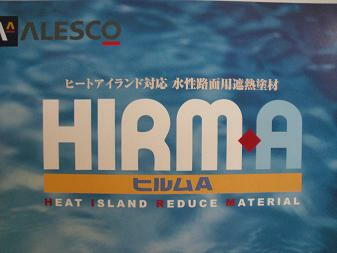 ALESCO
ヒートアイランド対応 水性路面用遮熱塗材
HIRM◆A
ヒルムA
HEAT ISLAND REDUCE MATERIAL